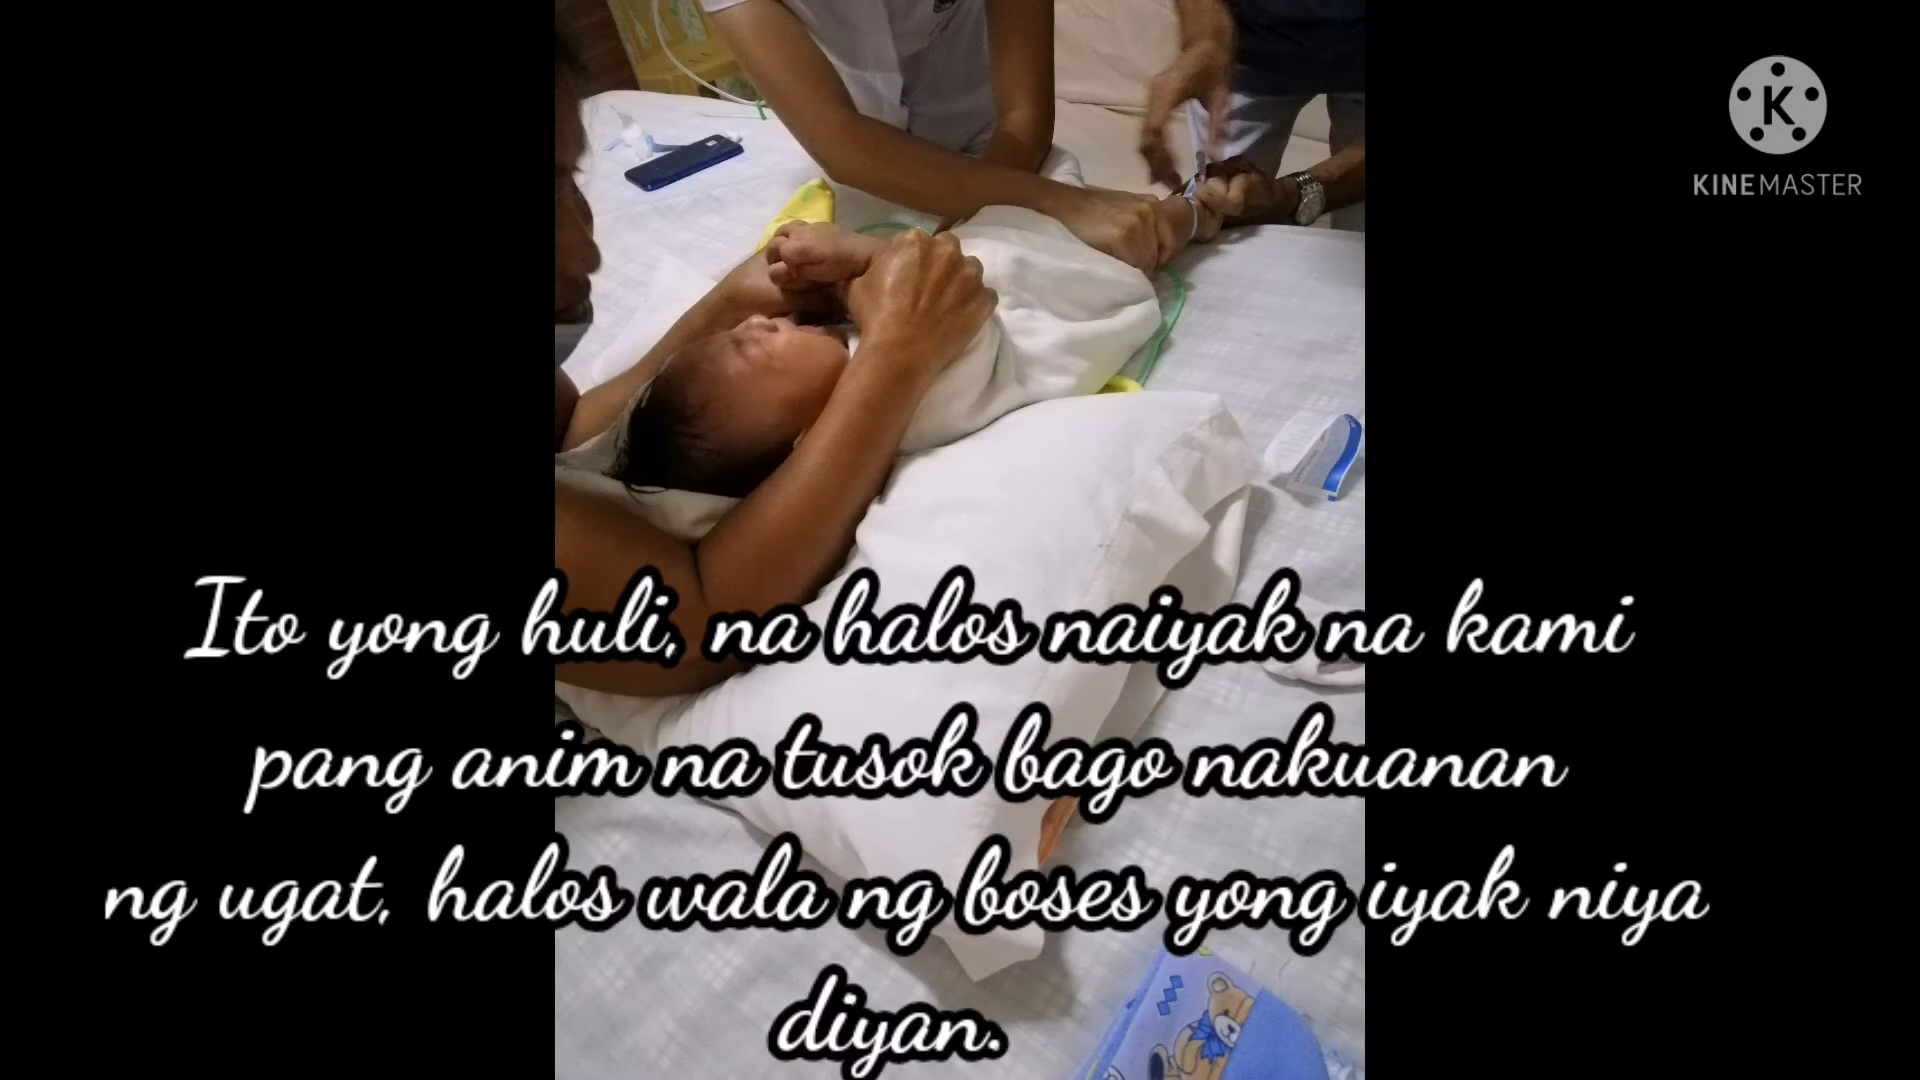 KINEMASTER
Ito yong huli, na halos naiyak na kami
pang anim na tusok bago nakuanan
ng ugat, halos wala ng boses yong iyak niya
diyan.